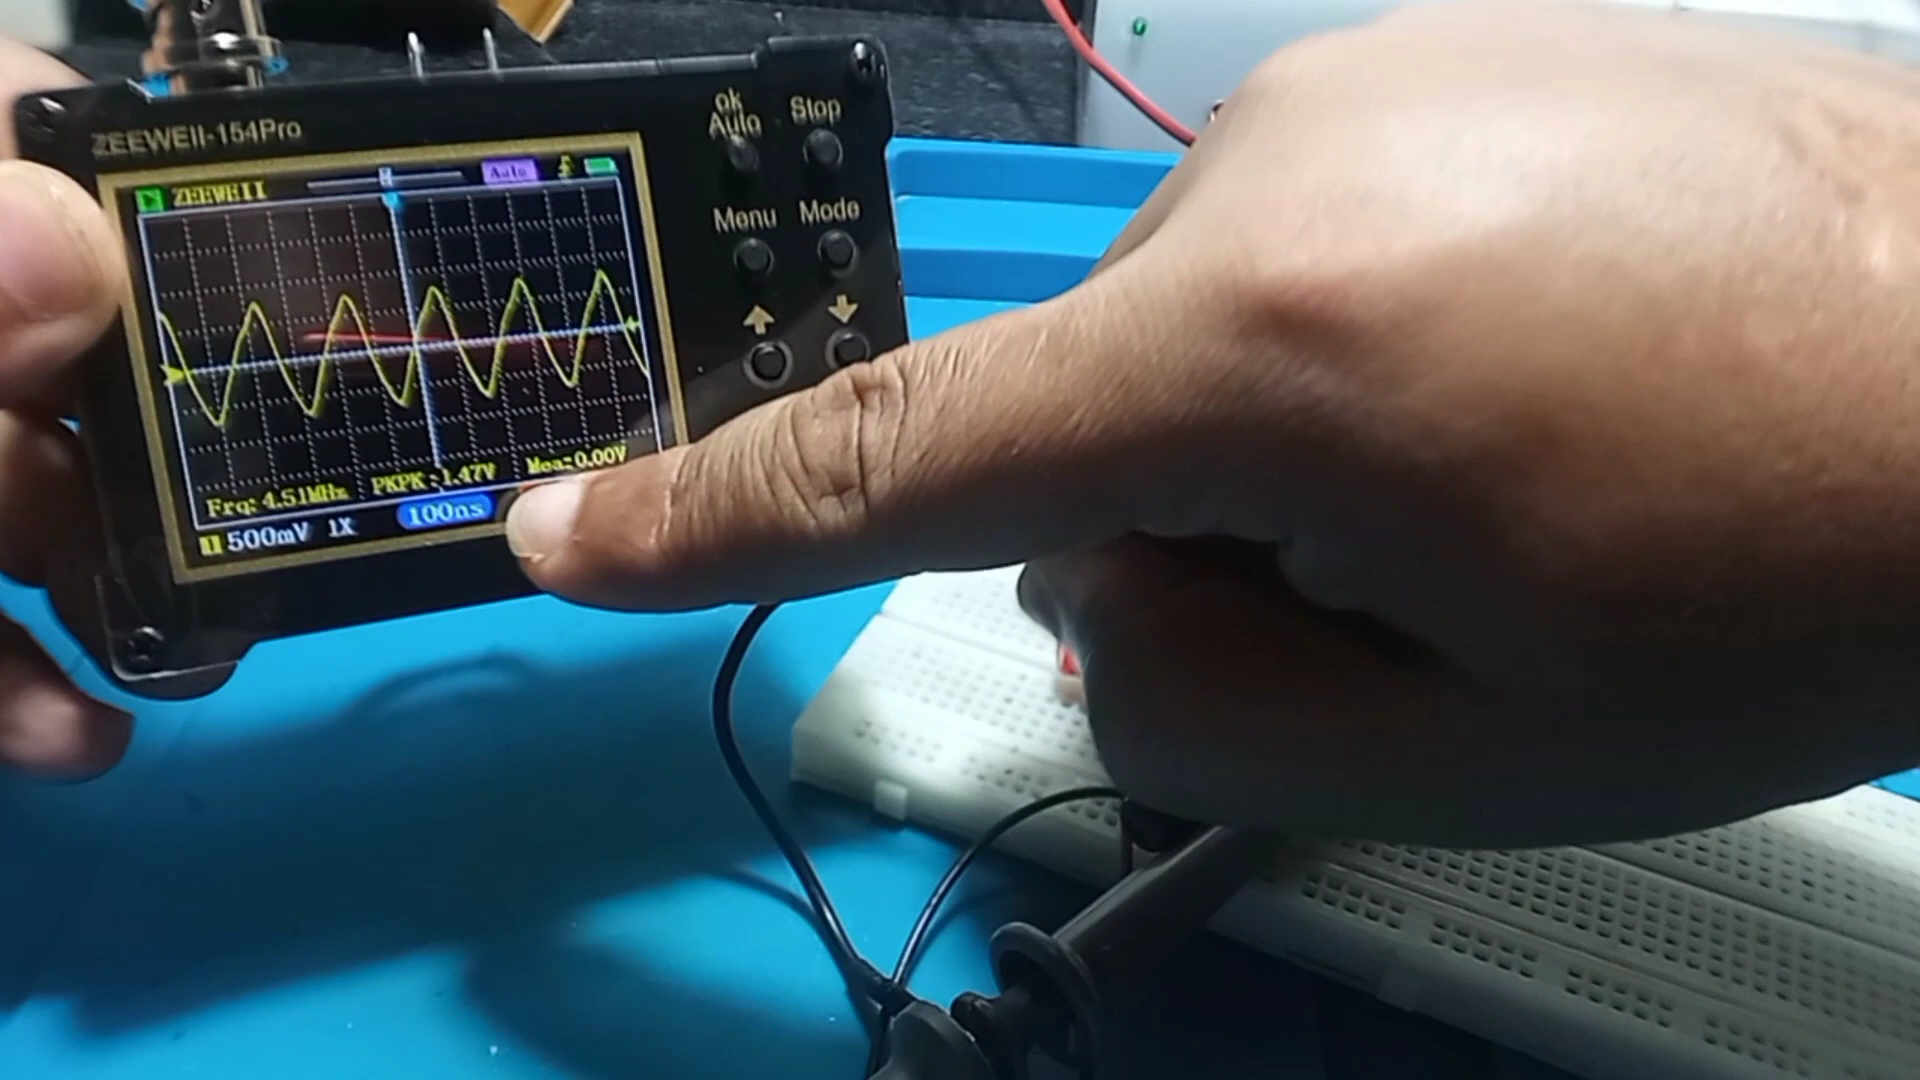 ZEEWEII-154Pro
ok
Auto
Stop
Menu
Mode
ZEEWEII
Auto
Frq: 4.51MHz PKPK: 1.47V Mea: 0.00V
1 500mV 1X 100ns